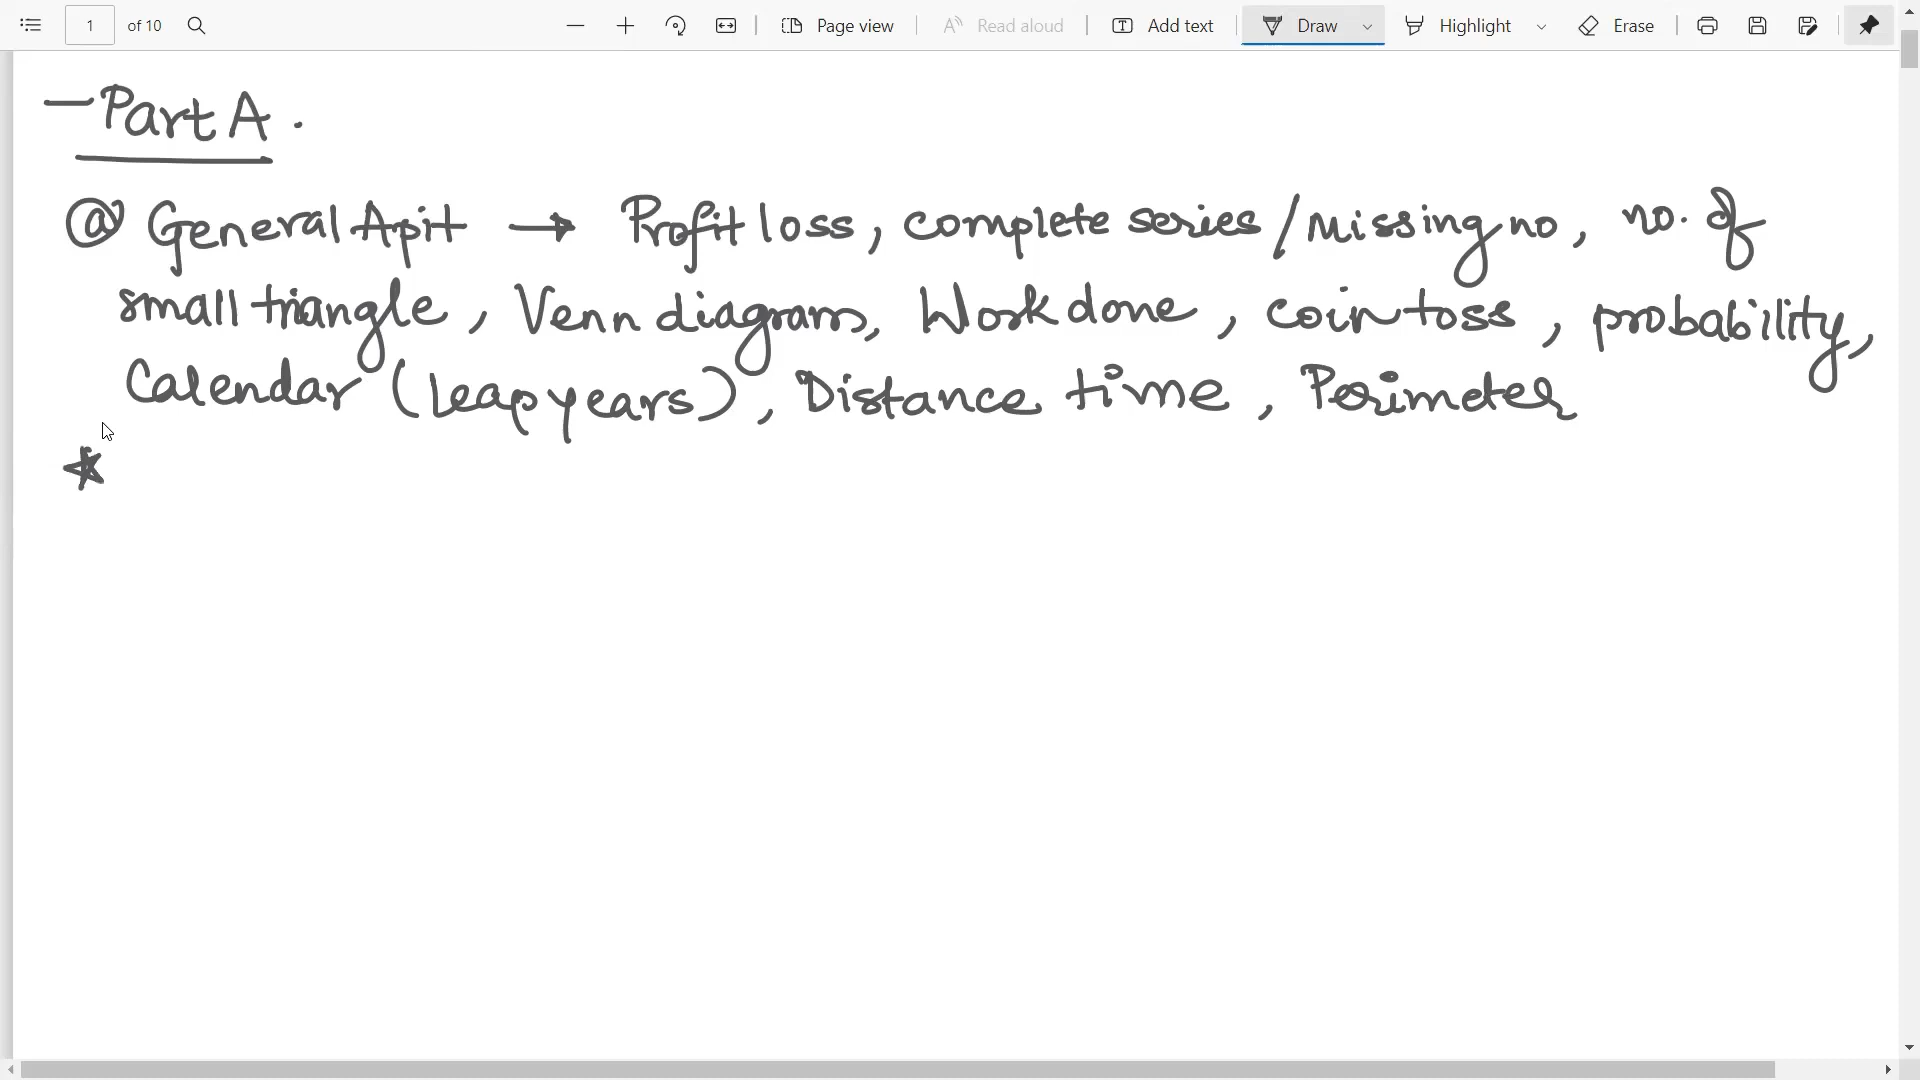 1 of 10 Page view Read aloud Add text Draw Highlight Erase
- Part A.
@ General Apit → Profit loss, complete series / Missing no, no. of
small triangle, Venn diagram, Work done, coin toss, probability,
Calendar (leap years), Distance time, Perimeter